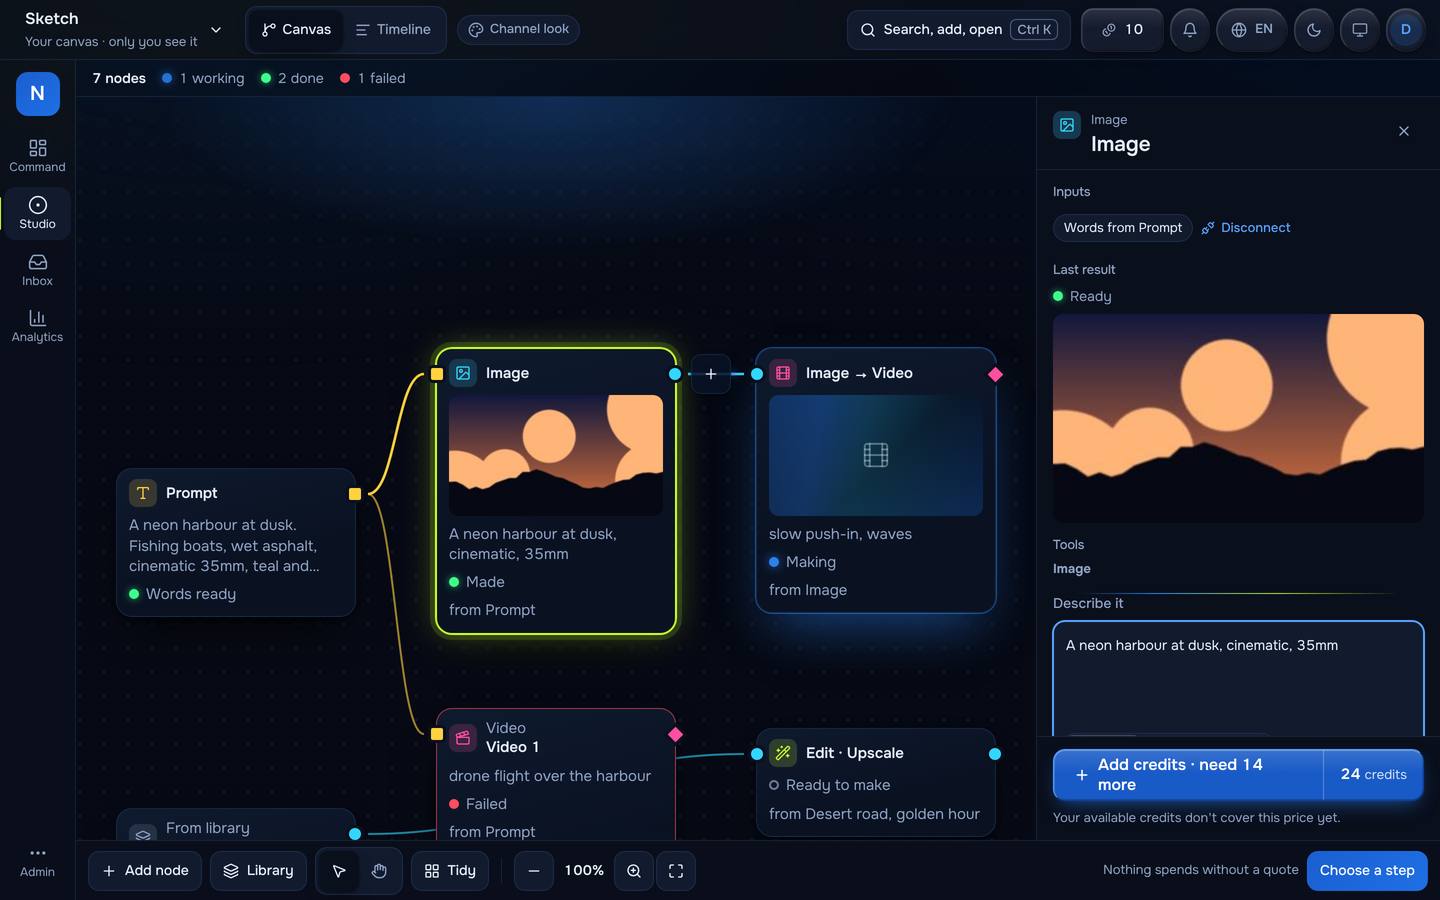 Sketch
Your canvas · only you see it
Canvas
Timeline
Channel look
Search, add, open
Ctrl K
10
EN
D
N
Command
Studio
Inbox
Analytics
Admin
7 nodes
1 working
2 done
1 failed
Prompt
A neon harbour at dusk.
Fishing boats, wet asphalt,
cinematic 35mm, teal and...
Words ready
Image
A neon harbour at dusk,
cinematic, 35mm
Made
from Prompt
Image → Video
slow push-in, waves
Making
from Image
Video
Video 1
drone flight over the harbour
Failed
from Prompt
Edit · Upscale
Ready to make
from Desert road, golden hour
From library
Image
Image
Inputs
Words from Prompt
Disconnect
Last result
Ready
Tools
Image
Describe it
A neon harbour at dusk, cinematic, 35mm
Add credits · need 14
more
24 credits
Your available credits don't cover this price yet.
Add node
Library
Tidy
100%
Nothing spends without a quote
Choose a step